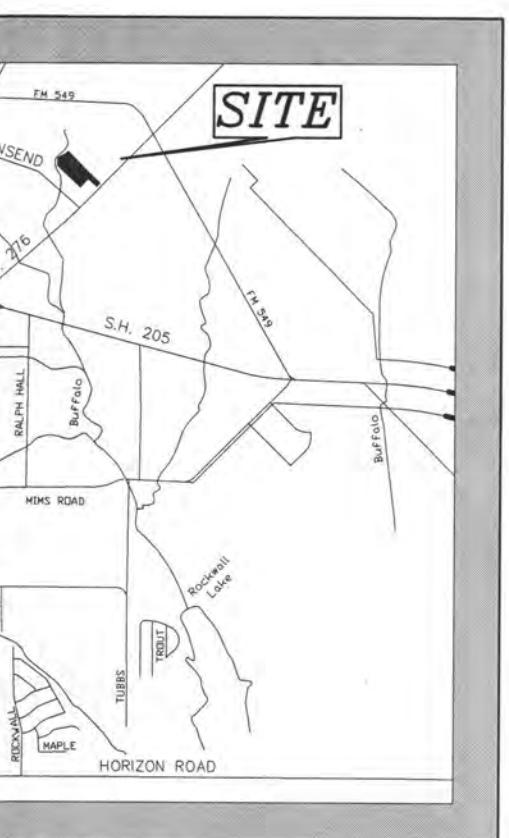 FM 549
SITE
NSEND
. 276
FM 549
S.H. 205
RALPH HALL
Buffalo
Buffalo
MIMS ROAD
Rockwall
Lake
TROUT
TUBBS
ROCKWALL
MAPLE
HORIZON ROAD